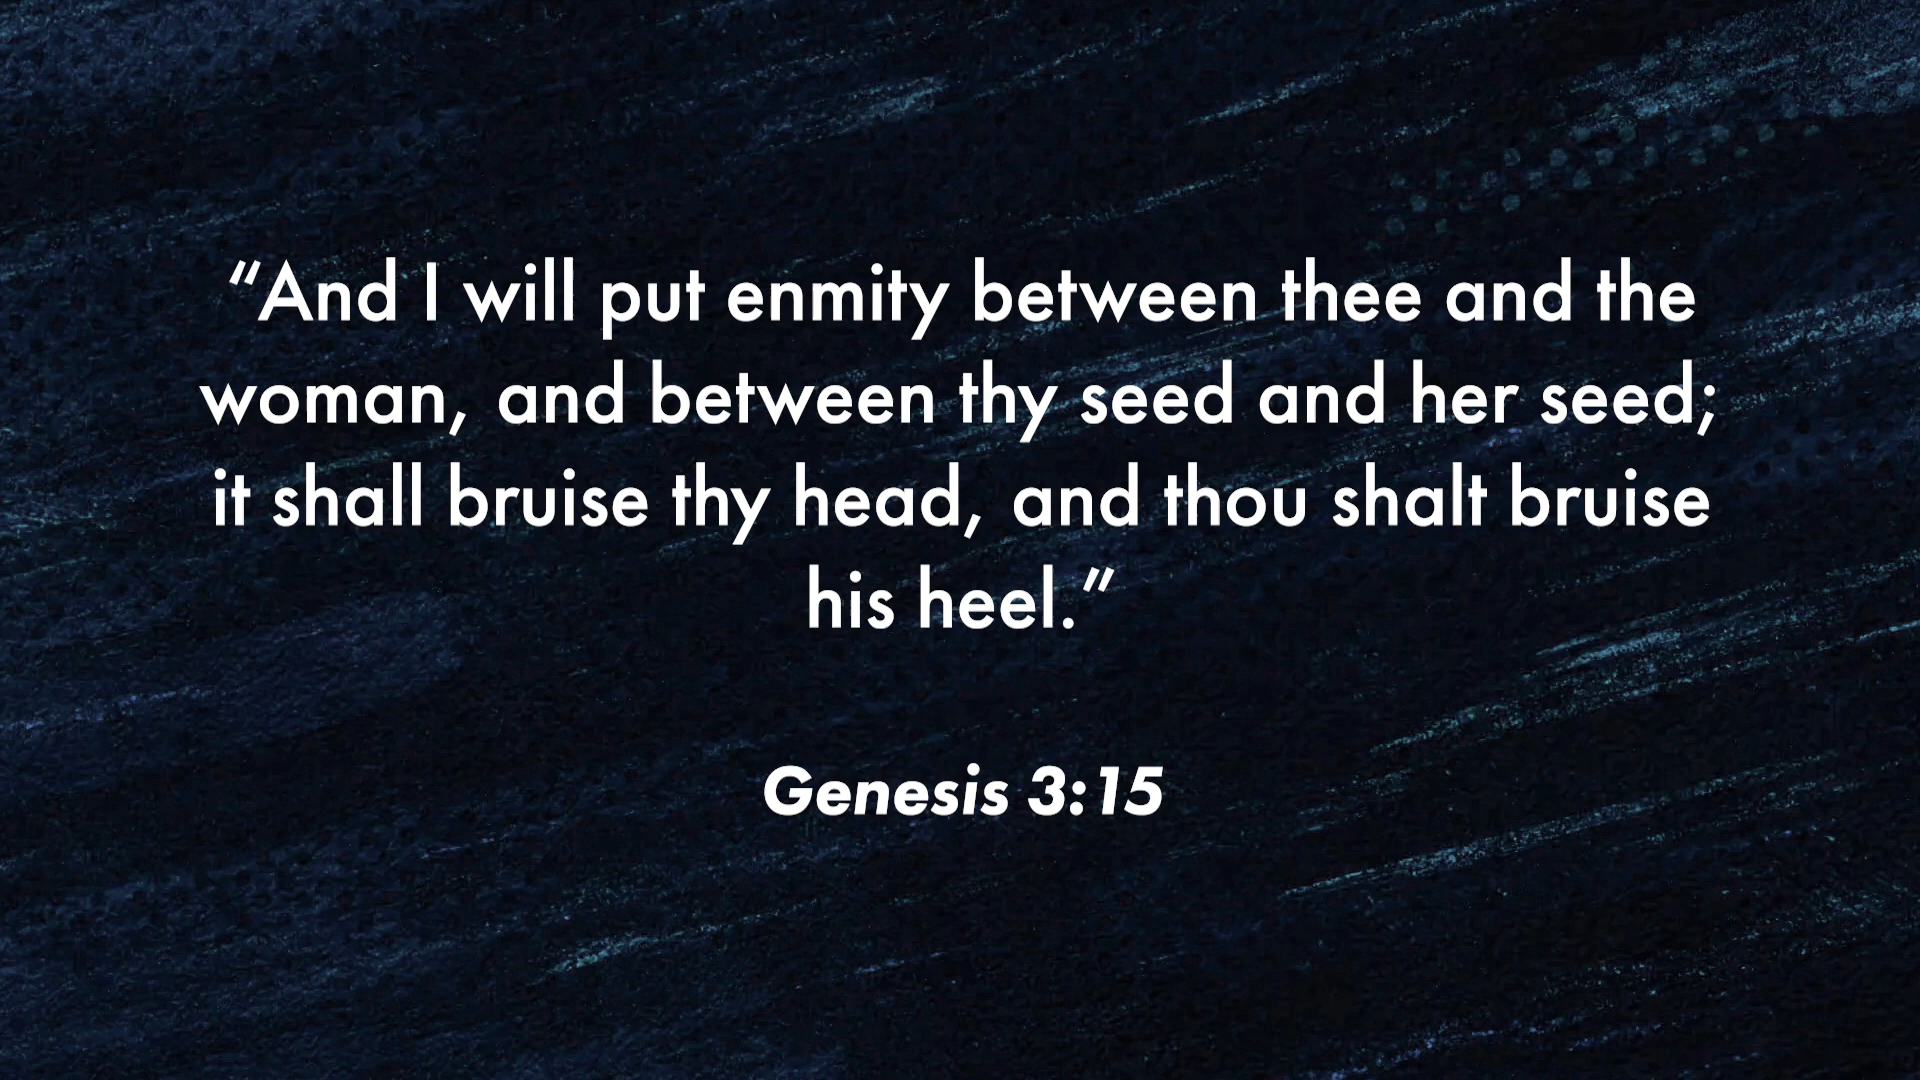 “And I will put enmity between thee and the
woman, and between thy seed and her seed;
it shall bruise thy head, and thou shalt bruise
his heel.”
Genesis 3:15